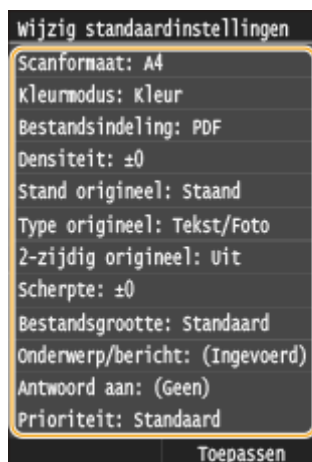 Wijzig standaardinstellingen
Scanformaat: A4
Kleurmodus: Kleur
Bestandsindeling: PDF
Densiteit: ±0
Stand origineel: Staand
Type origineel: Tekst/Foto
2-zijdig origineel: Uit
Scherpte: ±0
Bestandsgrootte: Standaard
Onderwerp/bericht: (Ingevoerd)
Antwoord aan: (Geen)
Prioriteit: Standaard
Toepassen